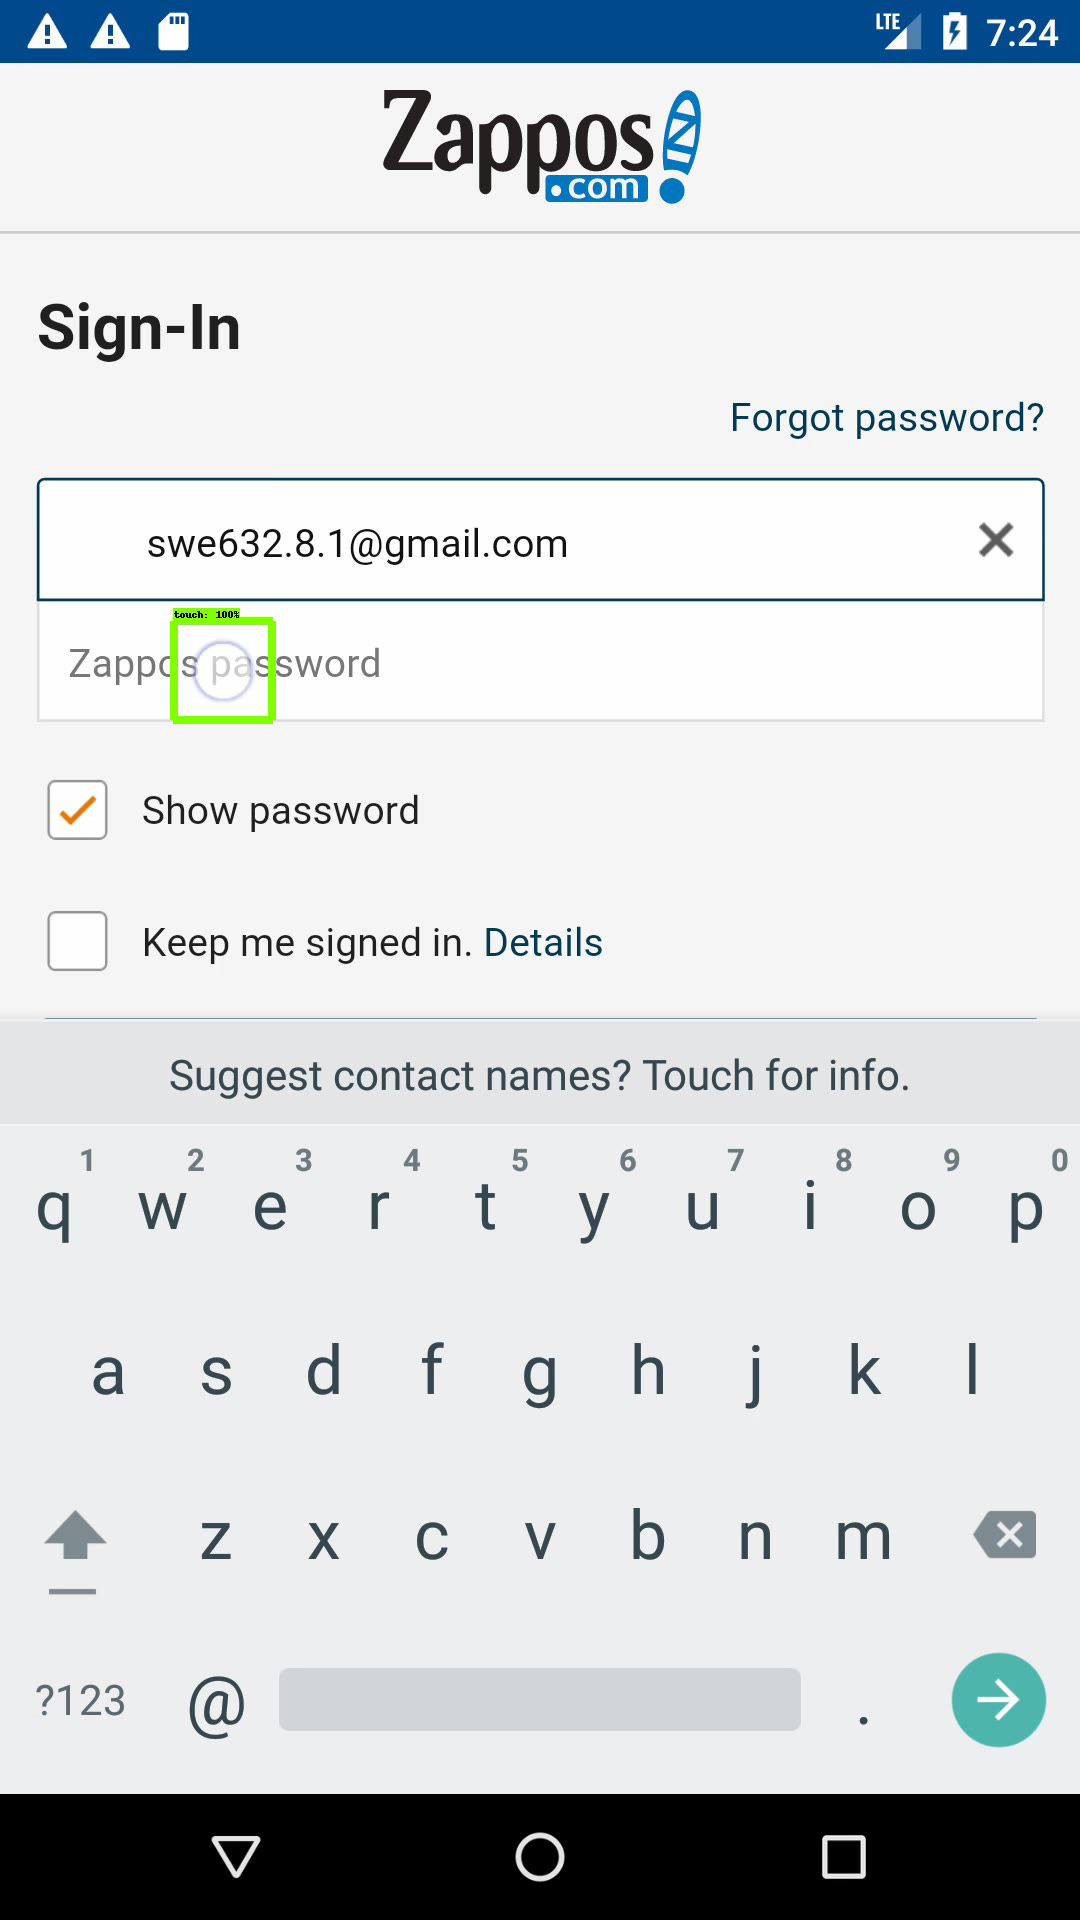 LTE 7:24
Zappos
.com
Sign-In
Forgot password?
swe632.8.1@gmail.com
touch: 100%
Zappos password
Show password
Keep me signed in. Details
Suggest contact names? Touch for info.
1 2 3 4 5 6 7 8 9 0
q w e r t y u i o p
a s d f g h j k l
z x c v b n m
?123 @ .